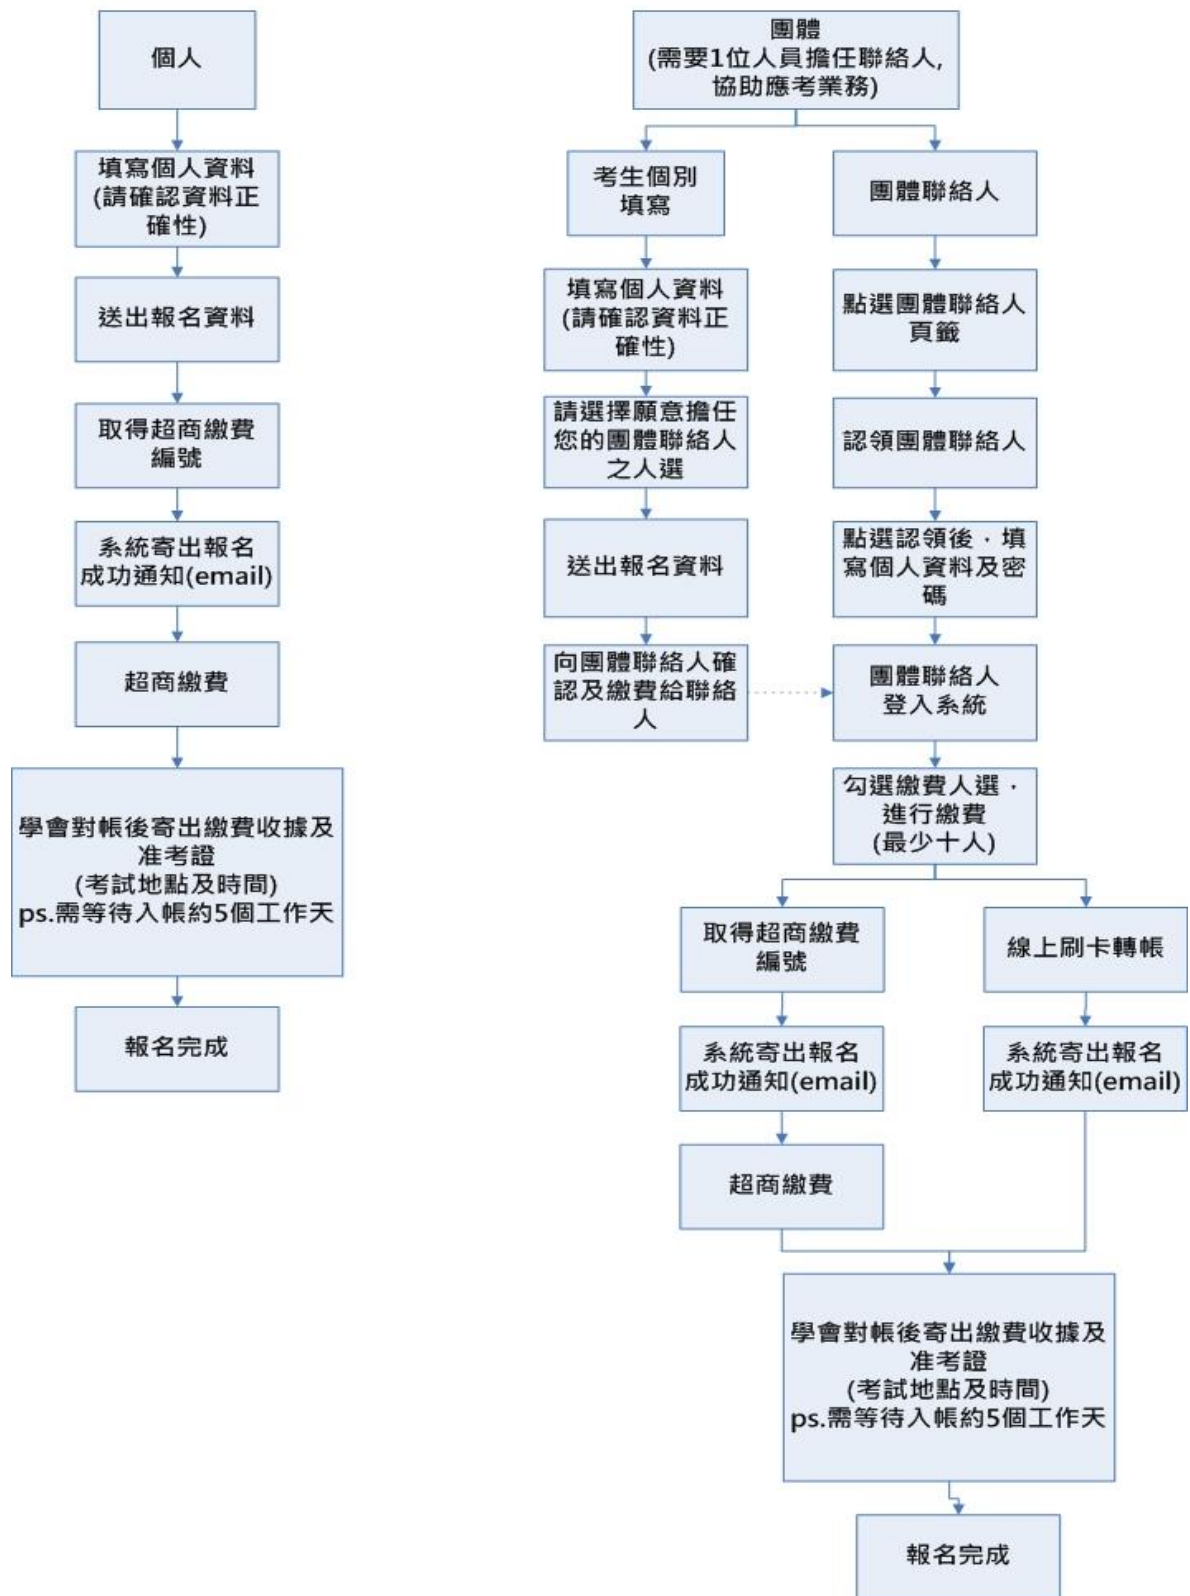 個人
填寫個人資料
(請確認資料正
確性)
送出報名資料
取得超商繳費
編號
系統寄出報名
成功通知(email)
超商繳費
學會對帳後寄出繳費收據及
准考證
(考試地點及時間)
ps.需等待入帳約5個工作天
報名完成
團體
(需要1位人員擔任聯絡人,
協助應考業務)
考生個別
填寫
填寫個人資料
(請確認資料正
確性)
請選擇願意擔任
您的團體聯絡人
之人選
送出報名資料
向團體聯絡人確
認及繳費給聯絡
人
團體聯絡人
點選團體聯絡人
頁籤
認領團體聯絡人
點選認領後，填
寫個人資料及密
碼
團體聯絡人
登入系統
勾選繳費人選，
進行繳費
(最少十人)
取得超商繳費
編號
系統寄出報名
成功通知(email)
超商繳費
線上刷卡轉帳
系統寄出報名
成功通知(email)
學會對帳後寄出繳費收據及
准考證
(考試地點及時間)
ps.需等待入帳約5個工作天
報名完成